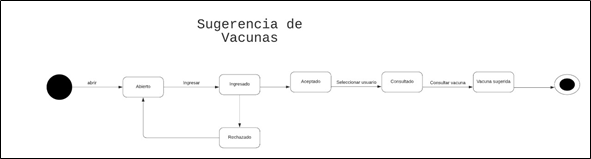 Sugerencia de
Vacunas
abrir
Abierto
Ingresar
Ingresado
Aceptado
Seleccionar usuario
Consultado
Consultar vacuna
Vacuna sugerida
Rechazado